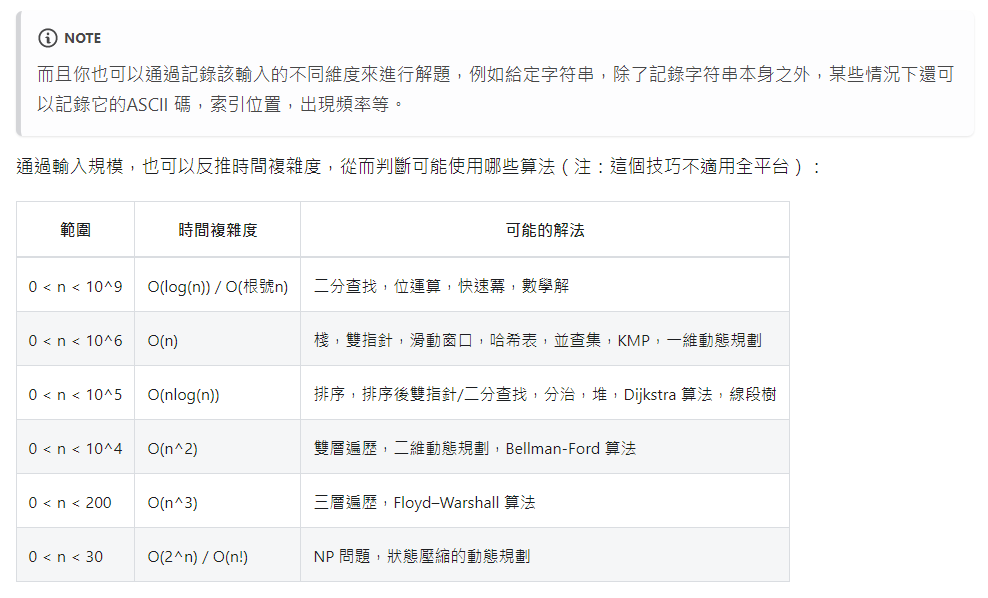 NOTE
而且你也可以通過記錄該輸入的不同維度來進行解題，例如給定字符串，除了記錄字符串本身之外，某些情況下還可
以記錄它的ASCII 碼，索引位置，出現頻率等。
通過輸入規模，也可以反推時間複雜度，從而判斷可能使用哪些算法（注：這個技巧不適用全平台）：
範圍 時間複雜度 可能的解法
0 < n < 10^9 O(log(n)) / O(根號n) 二分查找，位運算，快速冪，數學解
0 < n < 10^6 O(n) 棧，雙指針，滑動窗口，哈希表，並查集，KMP，一維動態規劃
0 < n < 10^5 O(nlog(n)) 排序，排序後雙指針/二分查找，分治，堆，Dijkstra 算法，線段樹
0 < n < 10^4 O(n^2) 雙層遍歷，二維動態規劃，Bellman-Ford 算法
0 < n < 200 O(n^3) 三層遍歷，Floyd–Warshall 算法
0 < n < 30 O(2^n) / O(n!) NP 問題，狀態壓縮的動態規劃